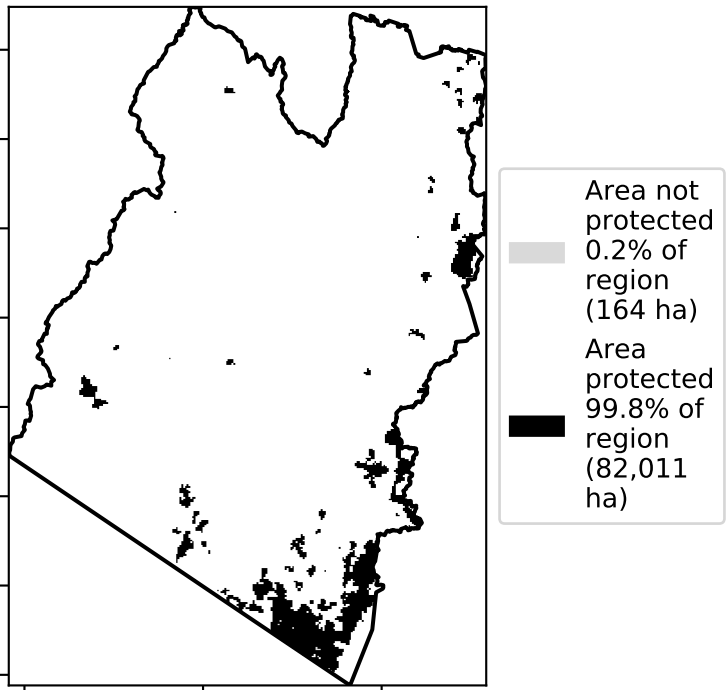 Area not
protected
0.2% of
region
(164 ha)
Area
protected
99.8% of
region
(82,011
ha)